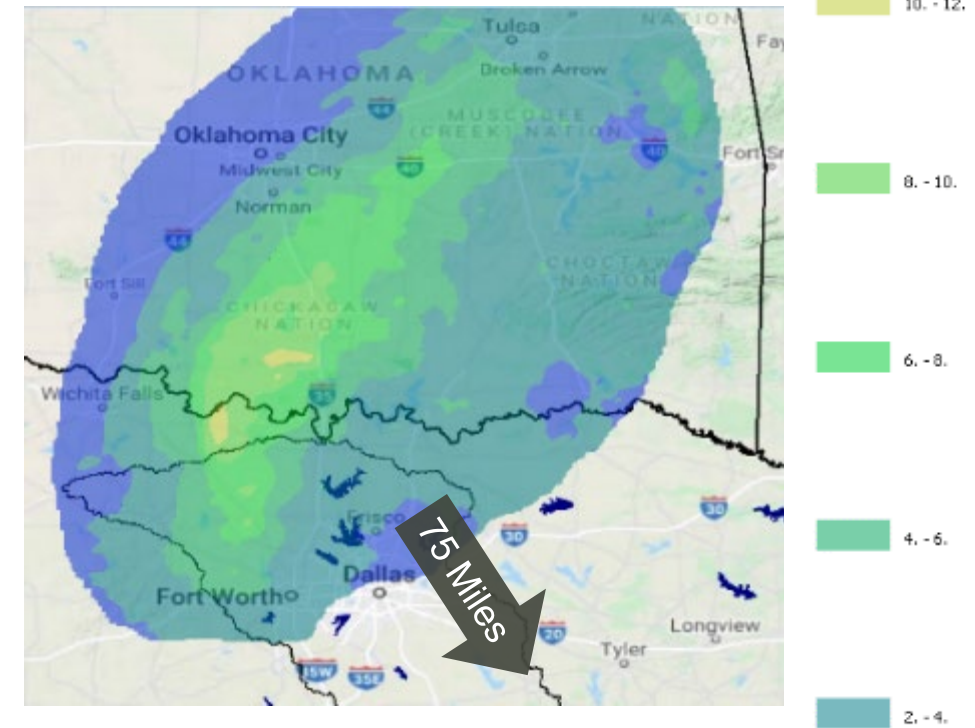 NATION
10. - 12.
Tulsa
Fay
Broken Arrow
OKLAHOMA
44
MUSCOGEE
(CREEK) NATION
Oklahoma City
40
40
Fort Sm
Midwest City
8. - 10.
Norman
44
CHOCTAW
NATION
Fort Sill
CHICKASAW
NATION
6. - 8.
Wichita Falls
35
30
Frisco
30
4. - 6.
75 Miles
Dallas
Fort Worth
20
Longview
Tyler
35W
35E
2. - 4.